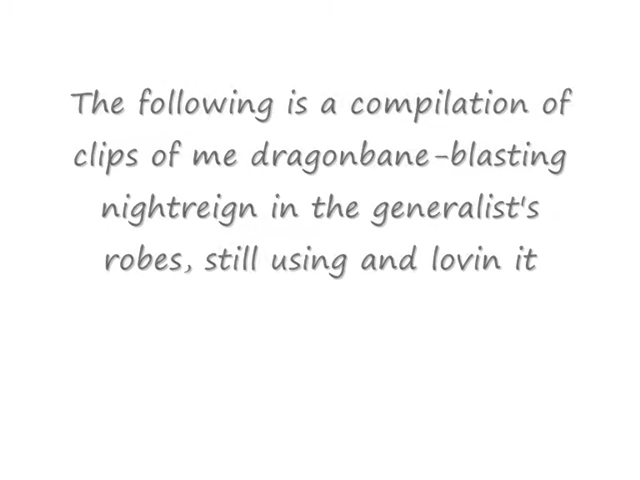 The following is a compilation of
clips of me dragonbane-blasting
nightreign in the generalist's
robes, still using and lovin it